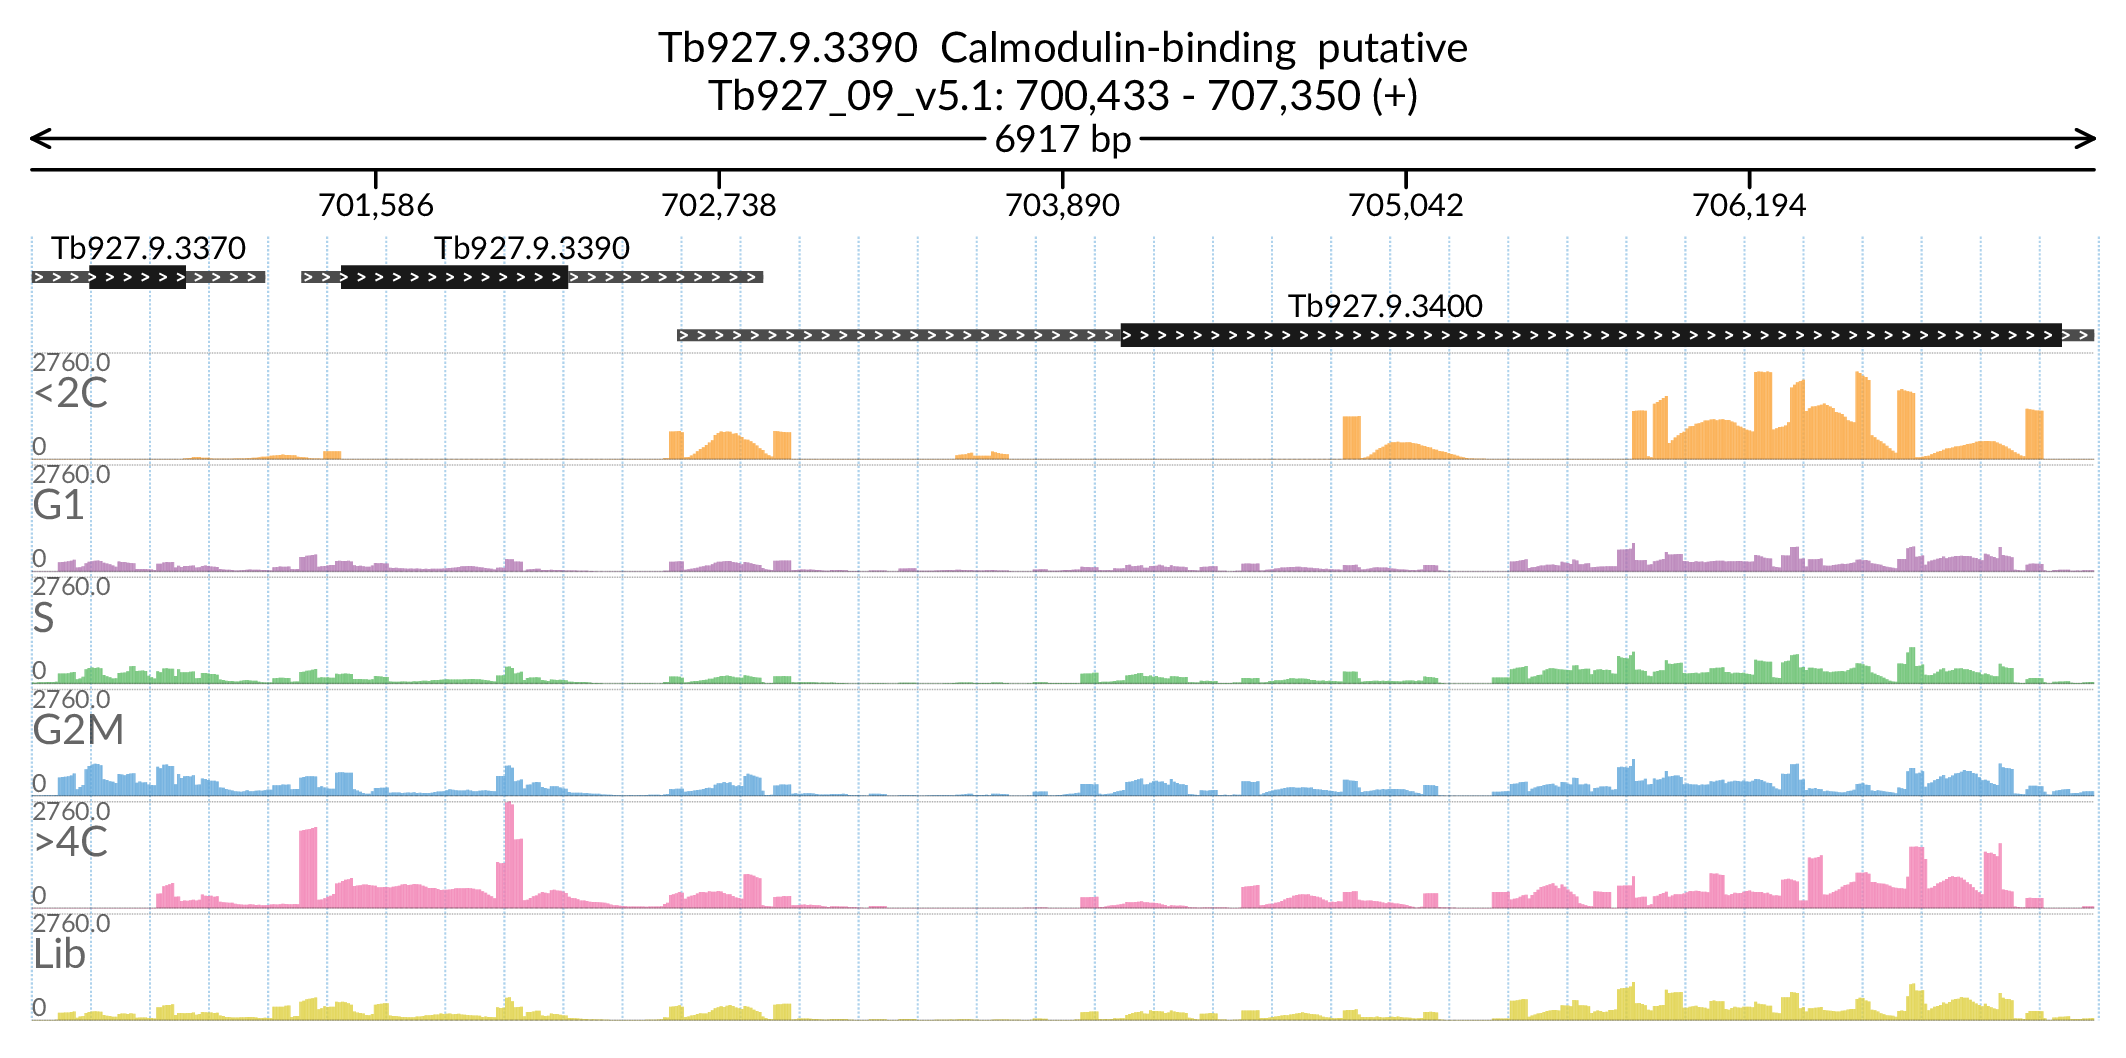 Tb927.9.3390 Calmodulin-binding putative
Tb927_09_v5.1: 700,433 - 707,350 (+)
6917 bp
701,586 702,738 703,890 705,042 706,194
Tb927.9.3370 Tb927.9.3390
Tb927.9.3400
2760.0
<2C
0
2760.0
G1
0
2760.0
S
0
2760.0
G2M
0
2760.0
>4C
0
2760.0
Lib
0